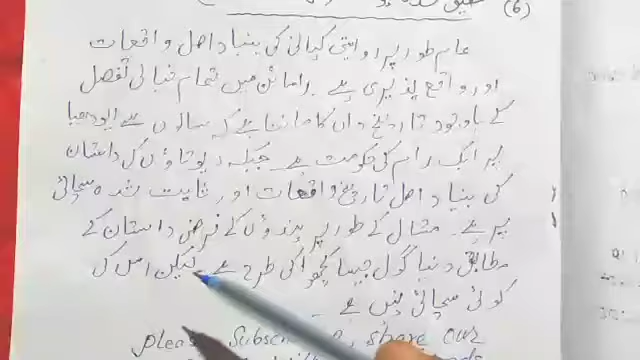 (6)
عام طور پر روایتی کہانی کی بنیاد اصل واقعات
اور واقع پذیری ہے۔ رامائن میں تمام خیالی تفصل
کے باوجود تاریخ داں کا ماننا ہے کہ سالوں سے ایودھیا
پر ایک رام کی حکومت ہے۔ جبکہ دیوتاؤں کی داستان
کی بنیاد اصل تاریخ واقعات اور ثابت شدہ سچائی
پر ہے۔ مثال کے طور پر ہندوؤں کے فرضی داستان کے
مطابق دنیا گول جیسا کچھوا کی طرح ہے۔ لیکن اس کی
کوئی سچائی نہیں ہے۔
please Subscribe, share our